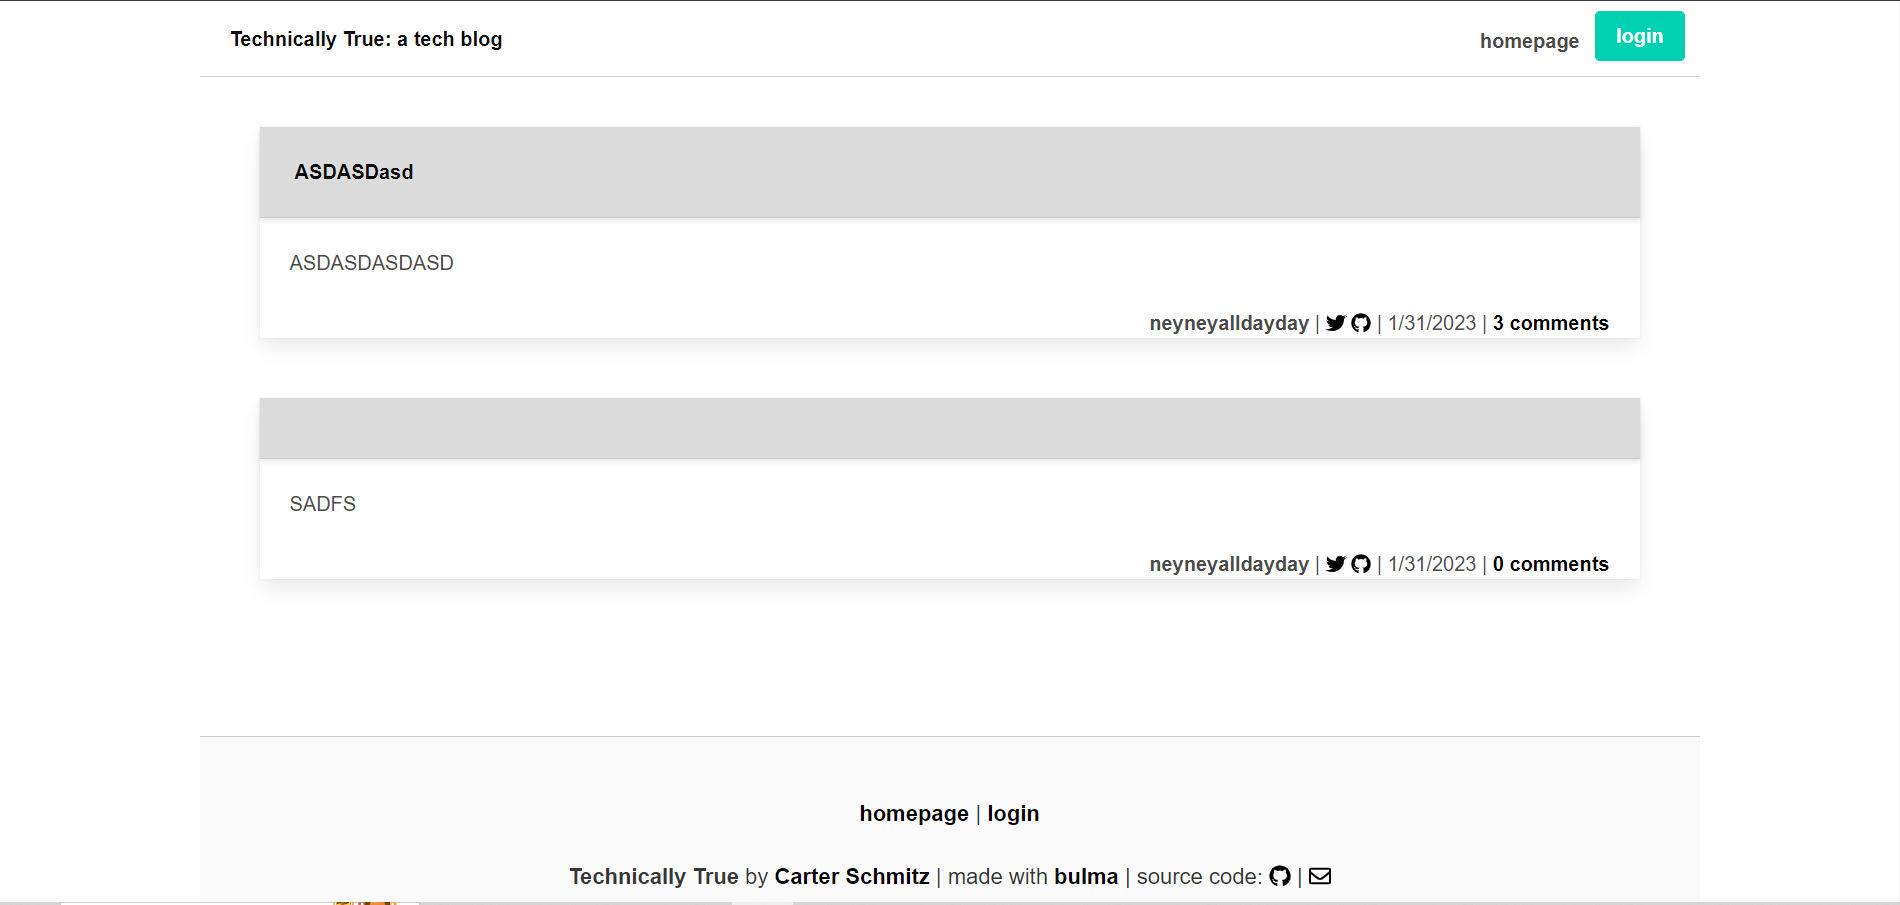 Technically True: a tech blog
homepage login
ASDASDasd
ASDASDASDASD
neyneyalldayday | | 1/31/2023 | 3 comments
SADFS
neyneyalldayday | | 1/31/2023 | 0 comments
homepage | login
Technically True by Carter Schmitz | made with bulma | source code: |